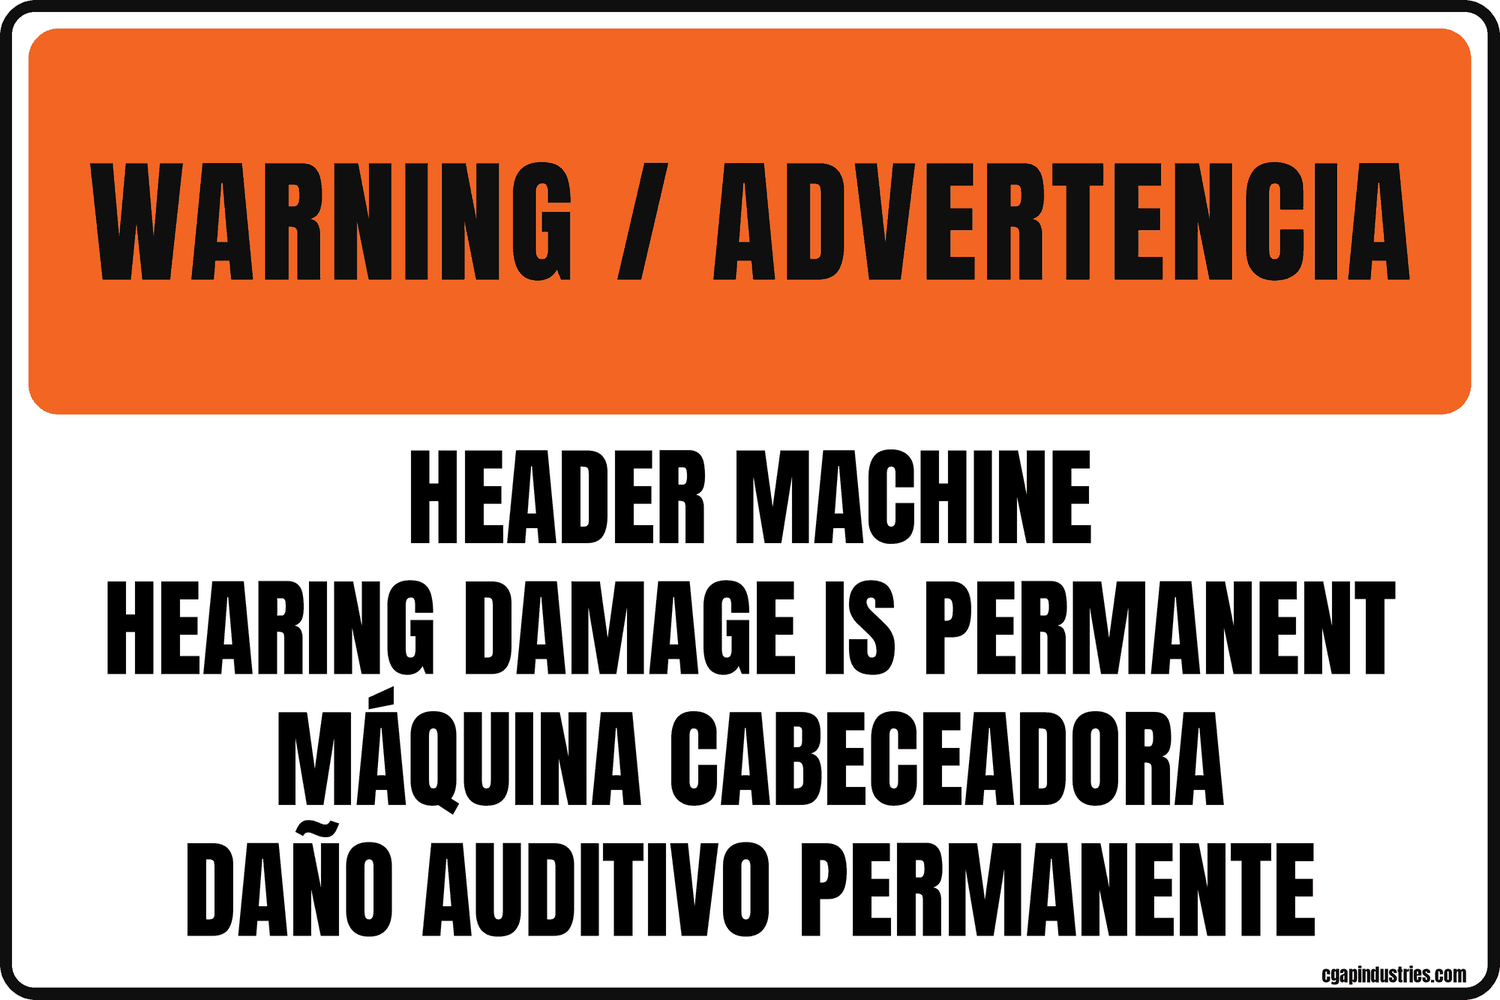 WARNING / ADVERTENCIA
HEADER MACHINE
HEARING DAMAGE IS PERMANENT
MÁQUINA CABECEADORA
DAÑO AUDITIVO PERMANENTE
cgapindustries.com